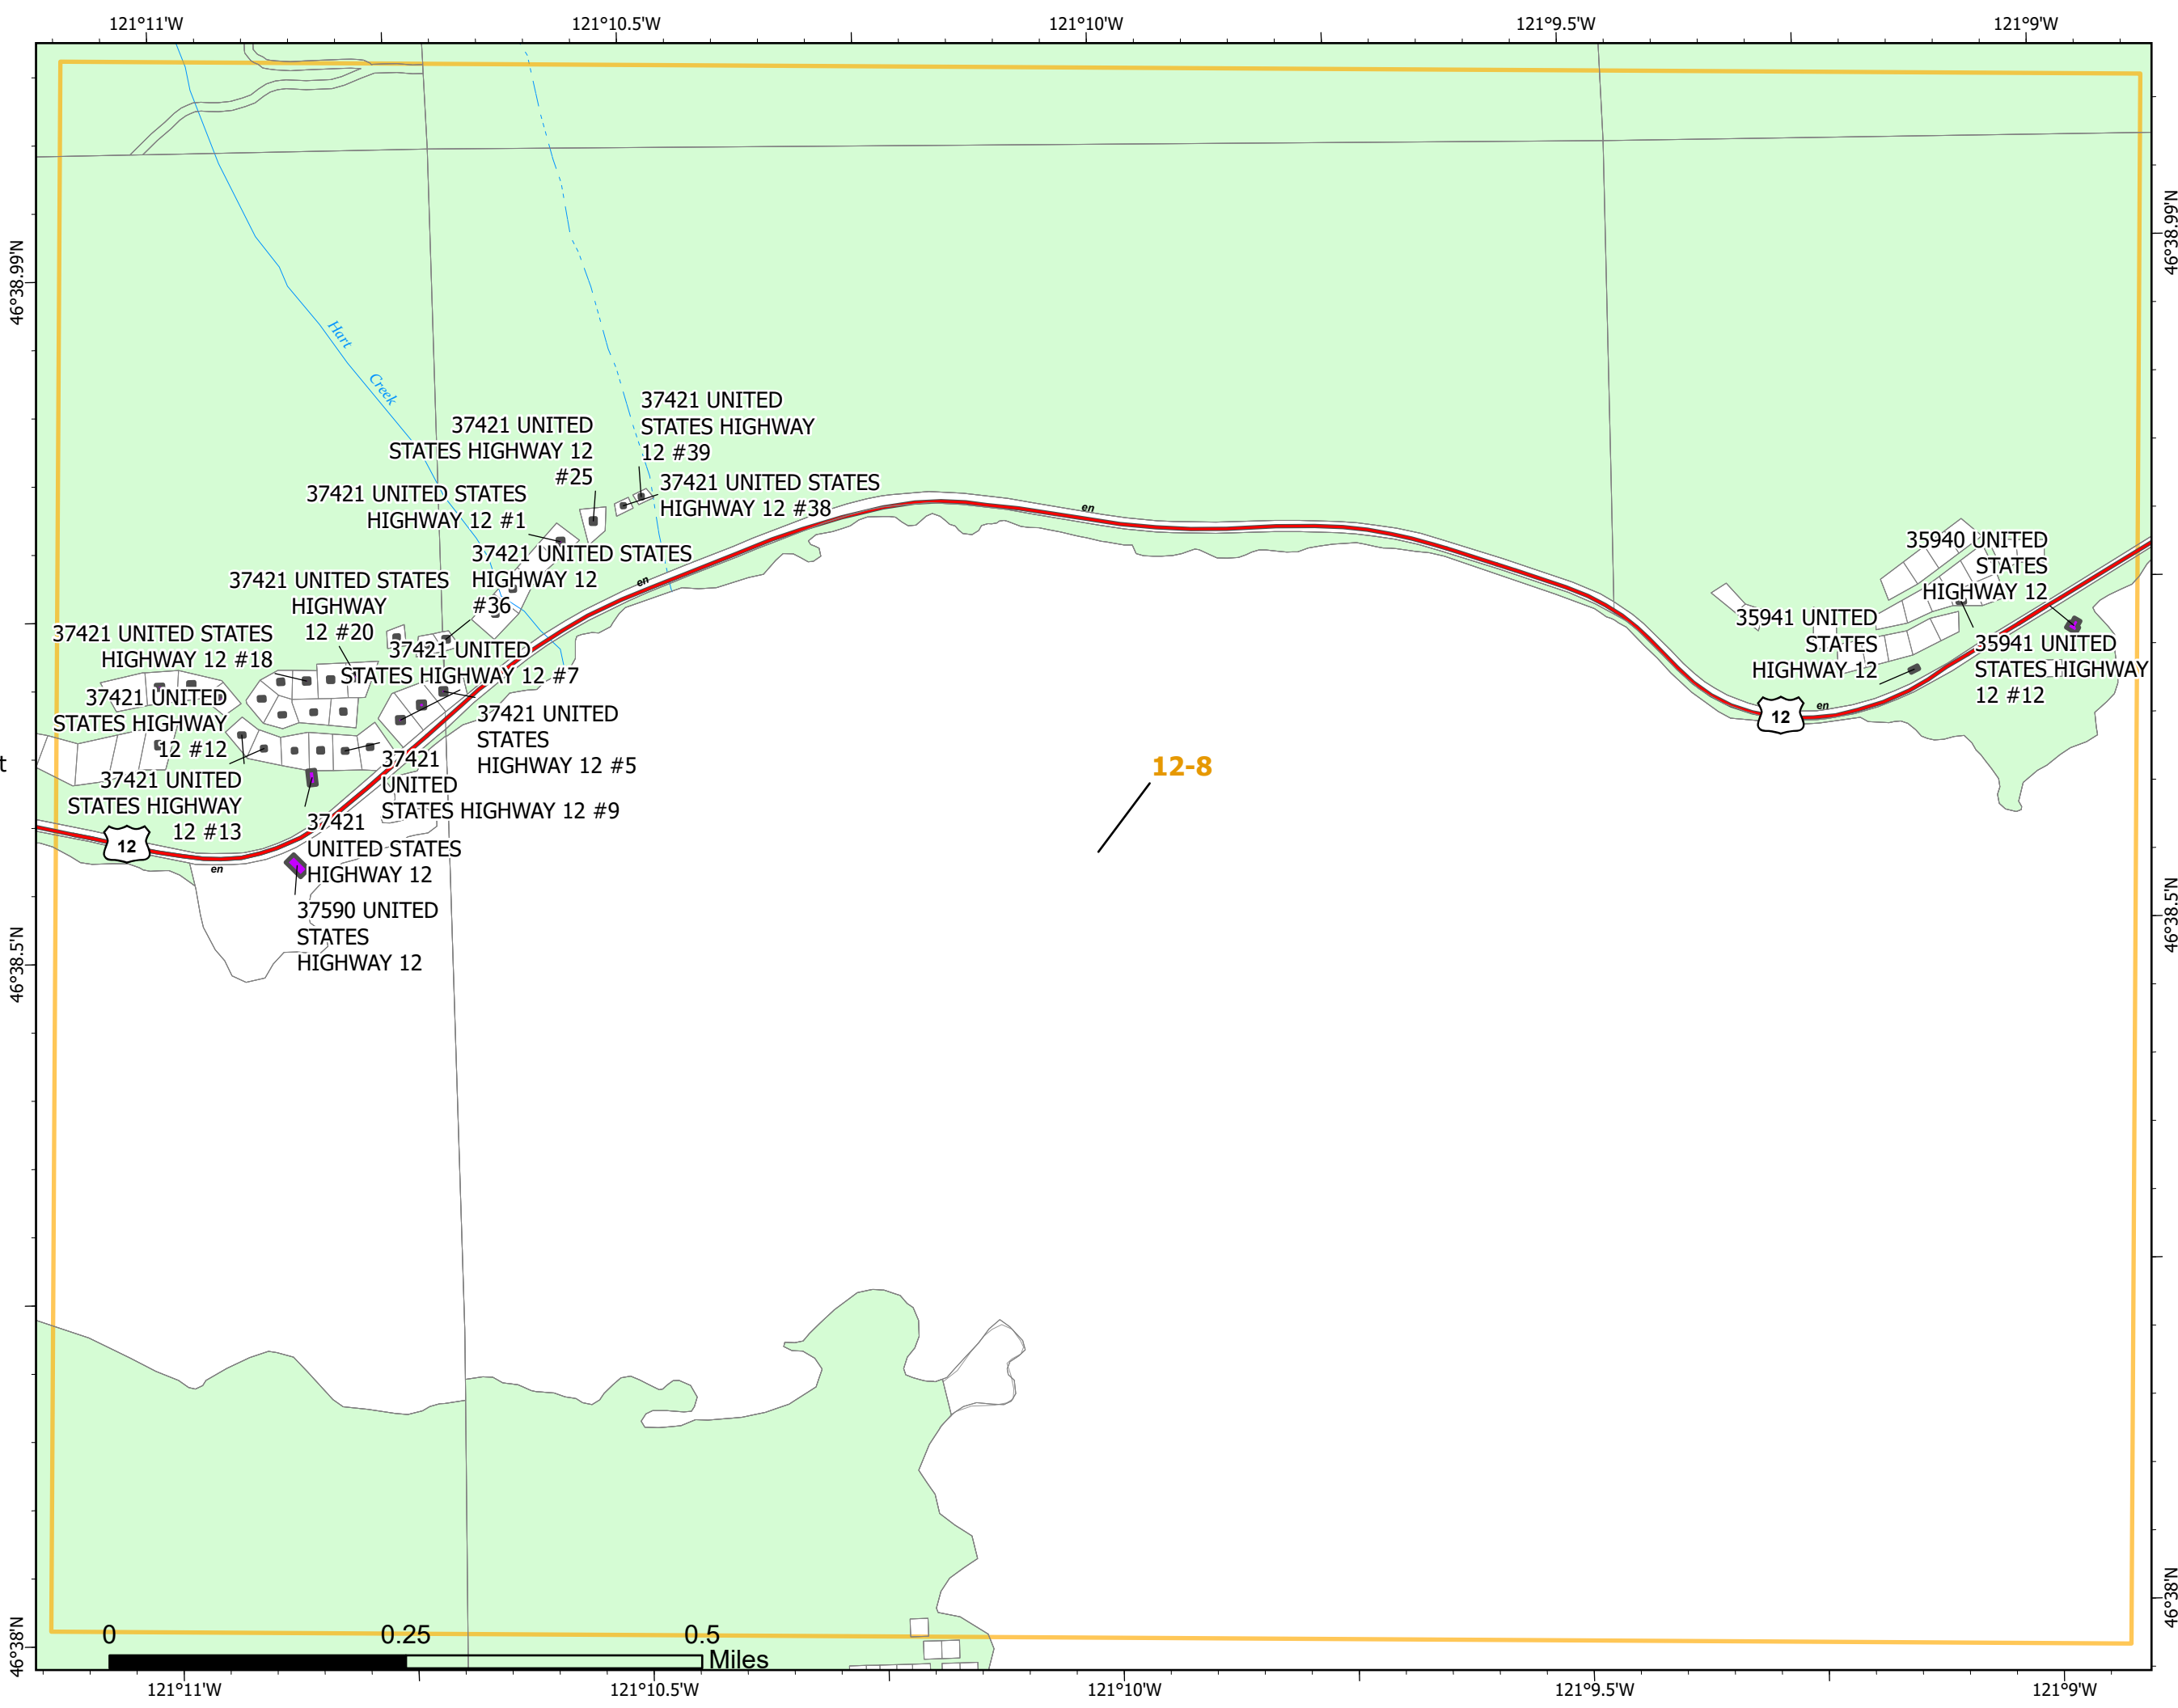 121°11'W
121°10.5'W
121°10'W
121°9.5'W
121°9'W
46°38.99'N
46°38.99'N
Hart
Creek
37421 UNITED
STATES HIGHWAY
12 #39
37421 UNITED
STATES HIGHWAY 12
#25
37421 UNITED STATES
HIGHWAY 12 #38
37421 UNITED STATES
HIGHWAY 12 #1
en
37421 UNITED STATES
HIGHWAY 12
#36
en
37421 UNITED STATES
HIGHWAY
12 #20
37421 UNITED STATES
HIGHWAY 12 #18
37421 UNITED
STATES HIGHWAY 12 #7
37421 UNITED
STATES HIGHWAY
12 #12
37421 UNITED
STATES
HIGHWAY 12 #5
37421
UNITED
STATES HIGHWAY 12 #9
37421 UNITED
STATES HIGHWAY
12 #13
37421
UNITED STATES
HIGHWAY 12
12
en
37590 UNITED
STATES
HIGHWAY 12
35940 UNITED
STATES
HIGHWAY 12
35941 UNITED
STATES
HIGHWAY 12
35941 UNITED
STATES HIGHWAY
12 #12
12
en
12-8
t
46°38.5'N
46°38.5'N
46°38'N
46°38'N
0
0.25
0.5
Miles
121°11'W
121°10.5'W
121°10'W
121°9.5'W
121°9'W